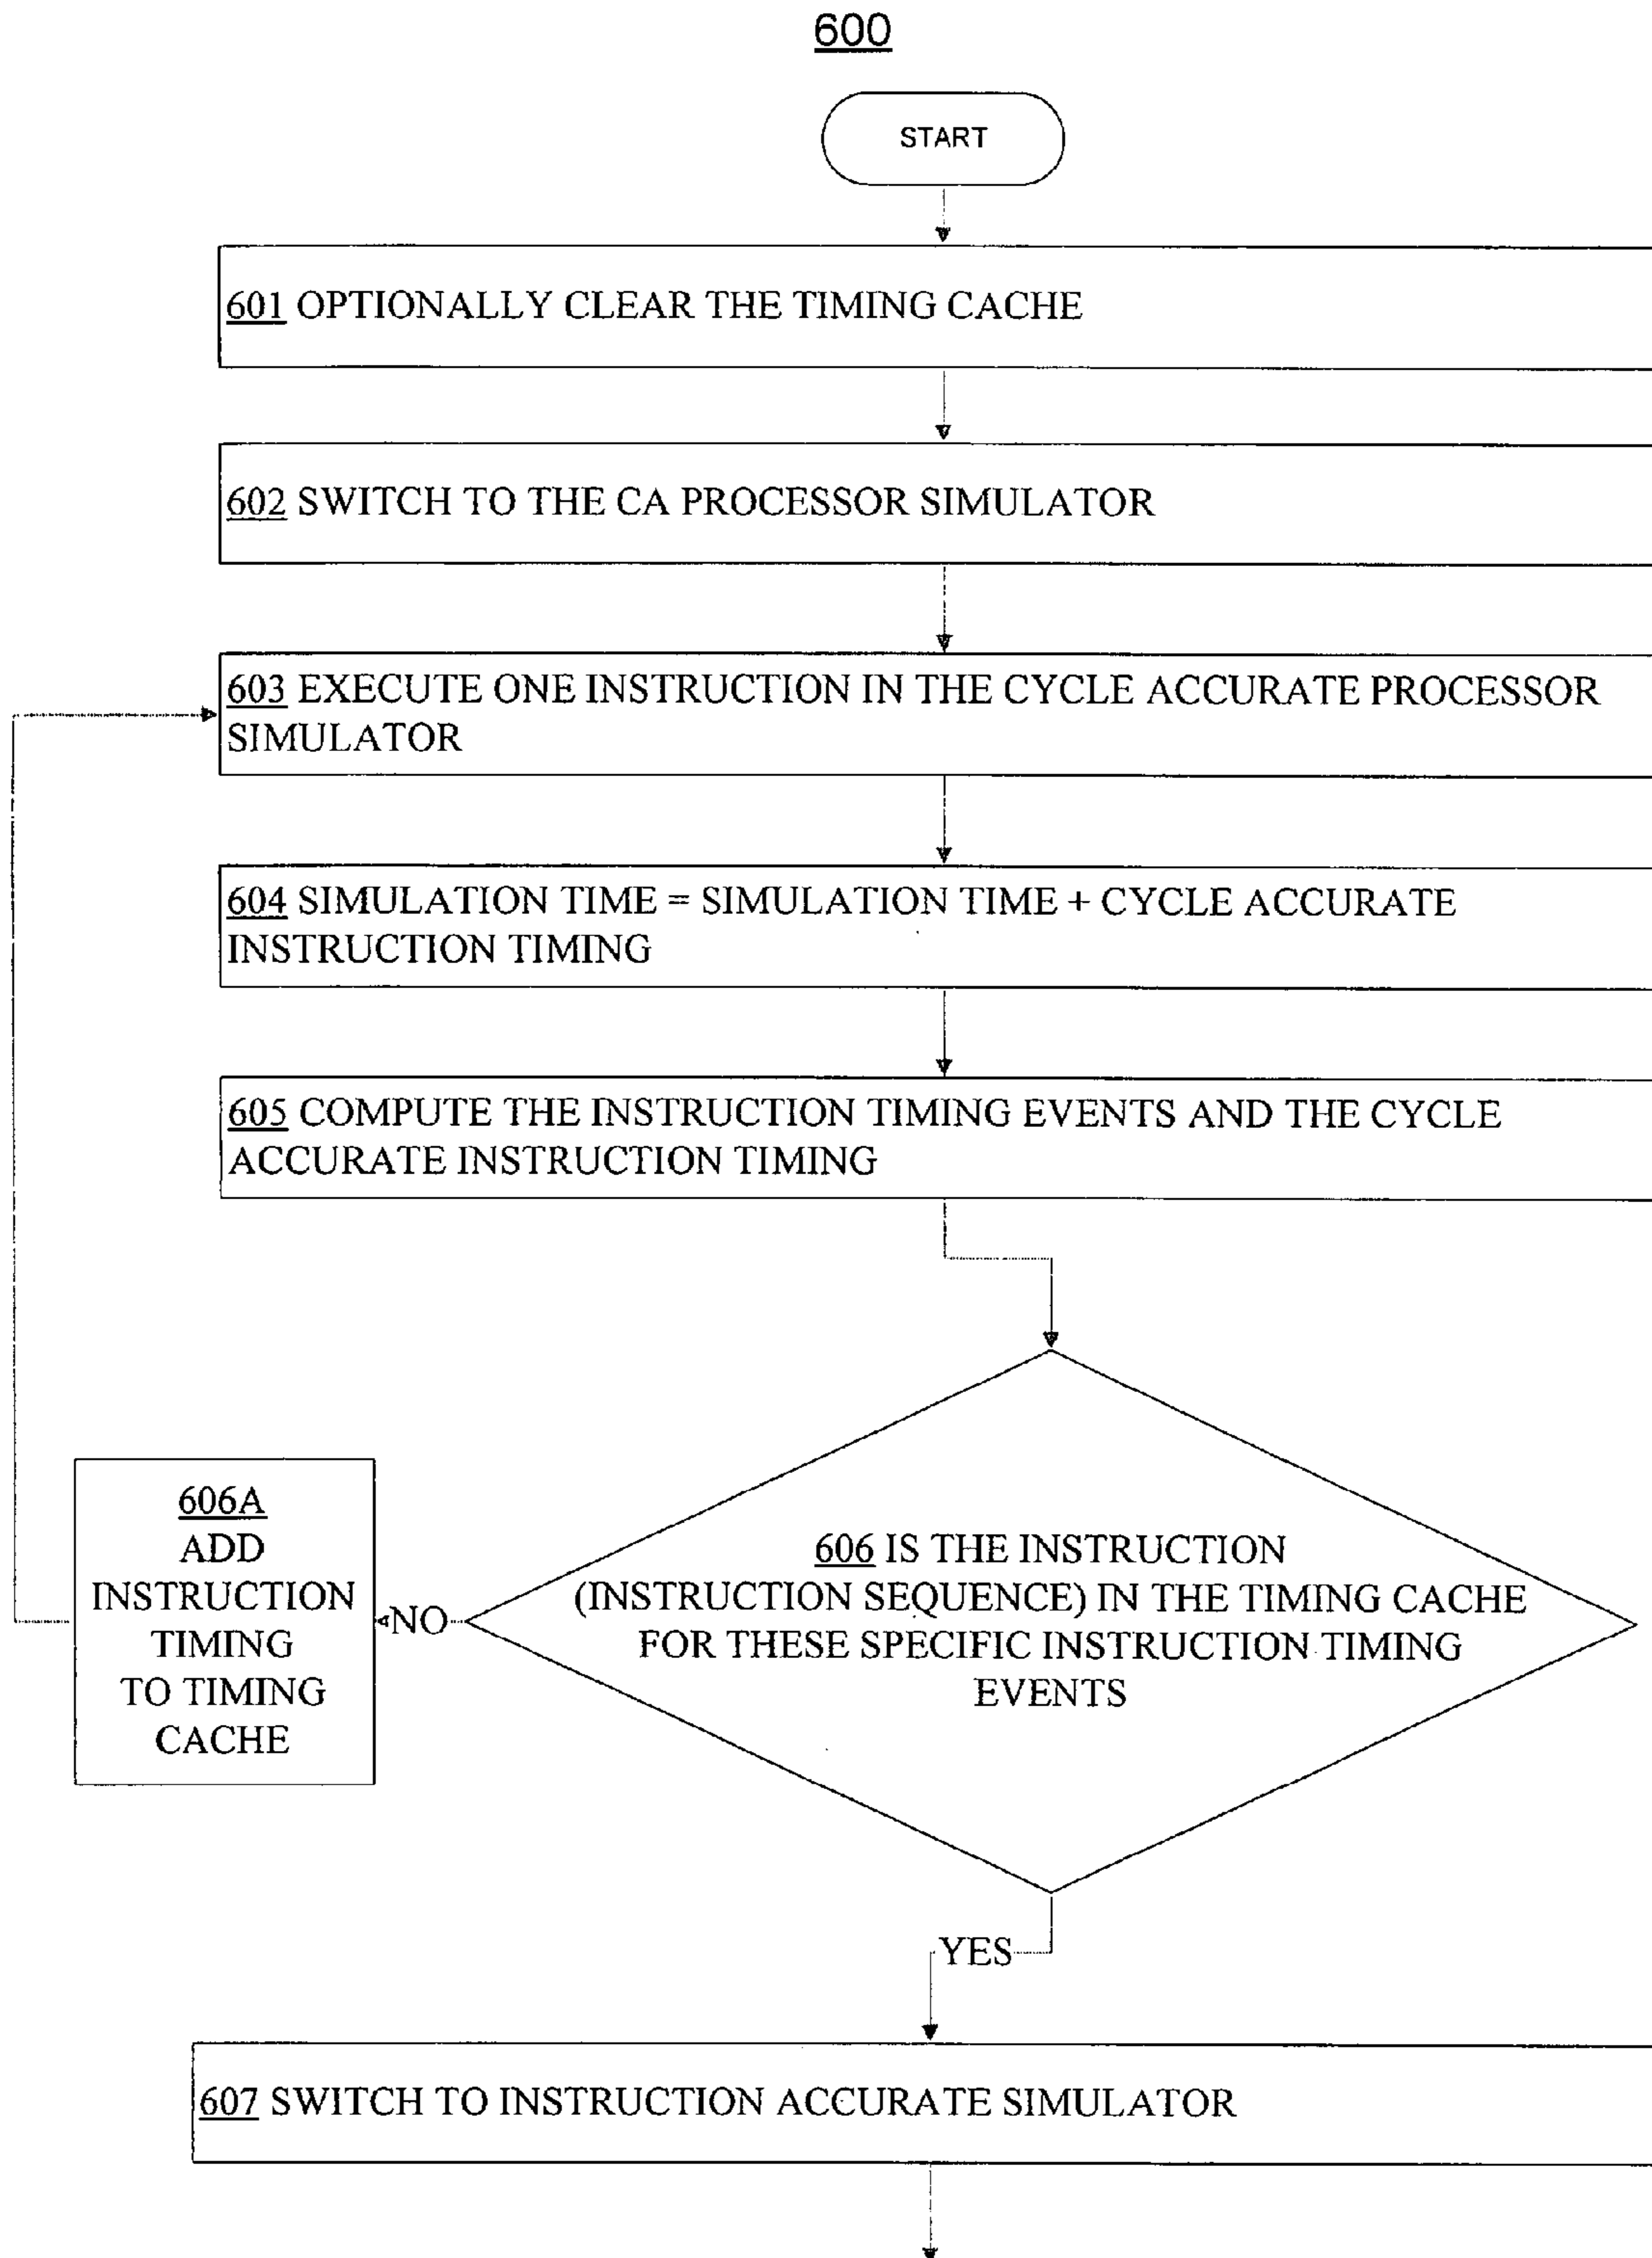 600
START
601 OPTIONALLY CLEAR THE TIMING CACHE
602 SWITCH TO THE CA PROCESSOR SIMULATOR
603 EXECUTE ONE INSTRUCTION IN THE CYCLE ACCURATE PROCESSOR
SIMULATOR
604 SIMULATION TIME = SIMULATION TIME + CYCLE ACCURATE
INSTRUCTION TIMING
605 COMPUTE THE INSTRUCTION TIMING EVENTS AND THE CYCLE
ACCURATE INSTRUCTION TIMING
606A
ADD
INSTRUCTION
TIMING
TO TIMING
CACHE
NO
606 IS THE INSTRUCTION
(INSTRUCTION SEQUENCE) IN THE TIMING CACHE
FOR THESE SPECIFIC INSTRUCTION TIMING
EVENTS
YES
607 SWITCH TO INSTRUCTION ACCURATE SIMULATOR